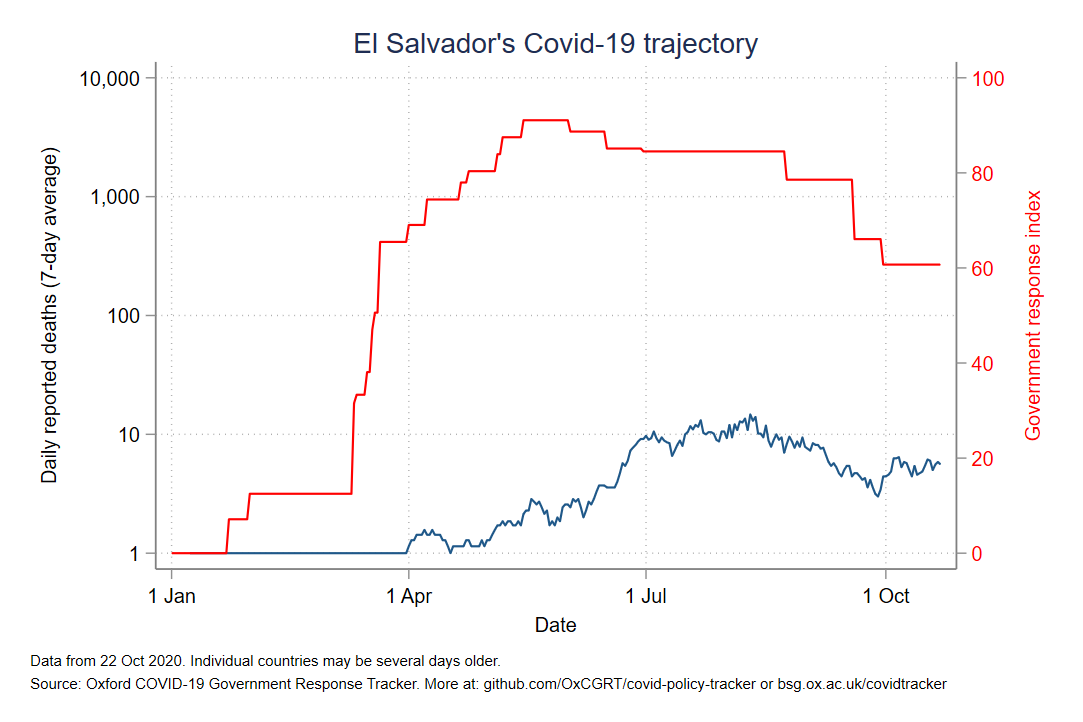 El Salvador's Covid-19 trajectory
10,000
1,000
100
10
1
Daily reported deaths (7-day average)
100
80
60
40
20
0
Government response index
1 Jan
1 Apr
1 Jul
1 Oct
Date
Data from 22 Oct 2020. Individual countries may be several days older.
Source: Oxford COVID-19 Government Response Tracker. More at: github.com/OxCGRT/covid-policy-tracker or bsg.ox.ac.uk/covidtracker